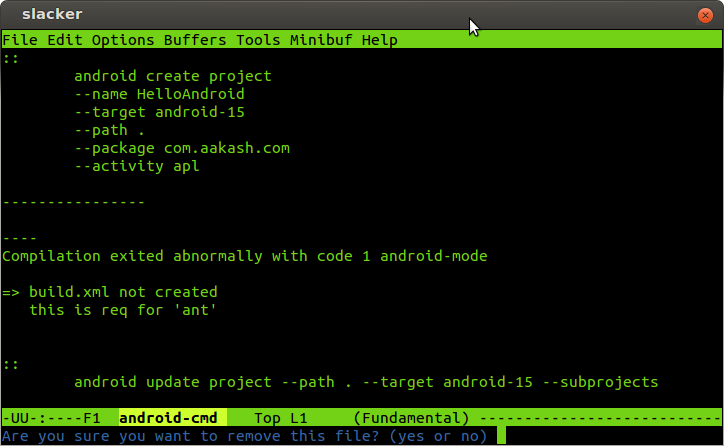 slacker
File Edit Options Buffers Tools Minibuf Help
::
android create project
--name HelloAndroid
--target android-15
--path .
--package com.aakash.com
--activity apl
----------------
----
Compilation exited abnormally with code 1 android-mode
=> build.xml not created
this is req for 'ant'
::
android update project --path . --target android-15 --subprojects
-UU-:----F1  android-cmd    Top L1     (Fundamental) ---------------------------
Are you sure you want to remove this file? (yes or no)